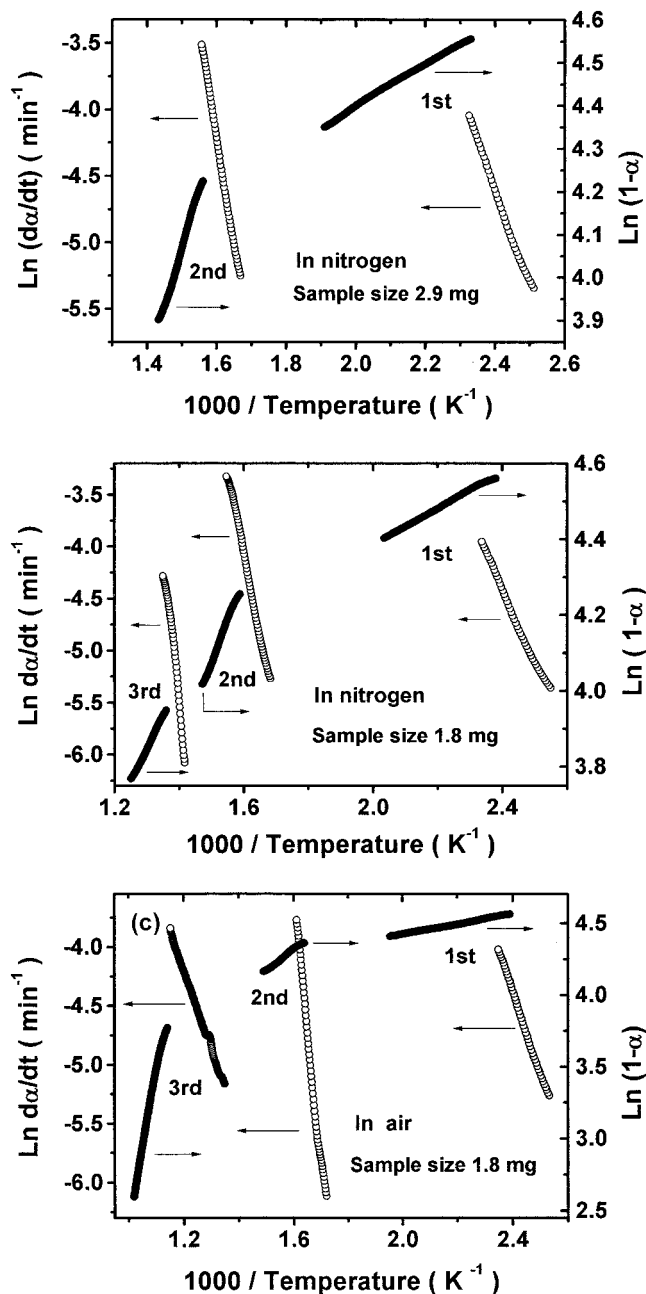 Ln (dα/dt) ( min⁻¹ )
-3.5
-4.0
-4.5
-5.0
-5.5
4.6
4.5
4.4
4.3
4.2
4.1
4.0
3.9
Ln (1-α)
1st
2nd
In nitrogen
Sample size 2.9 mg
1.4 1.6 1.8 2.0 2.2 2.4 2.6
1000 / Temperature ( K⁻¹ )
Ln dα/dt ( min⁻¹ )
-3.5
-4.0
-4.5
-5.0
-5.5
-6.0
4.6
4.4
4.2
4.0
3.8
Ln ( 1-α)
1st
2nd
3rd
In nitrogen
Sample size 1.8 mg
1.2 1.6 2.0 2.4
1000 / Temperature ( K⁻¹ )
(c)
Ln dα/dt ( min⁻¹ )
-4.0
-4.5
-5.0
-5.5
-6.0
4.5
4.0
3.5
3.0
2.5
Ln (1-α)
1st
2nd
3rd
In air
Sample size 1.8 mg
1.2 1.6 2.0 2.4
1000 / Temperature ( K⁻¹ )